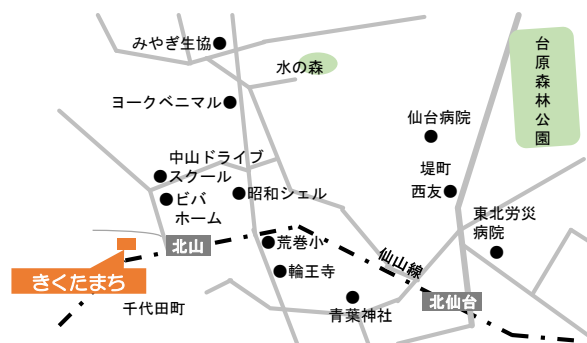 みやぎ生協
水の森
台原森林公園
ヨークベニマル
仙台病院
中山ドライブ
スクール
堤町
西友
ビバ
ホーム
昭和シェル
東北労災
病院
北山
荒巻小
仙山線
きくたまち
輪王寺
北仙台
千代田町
青葉神社